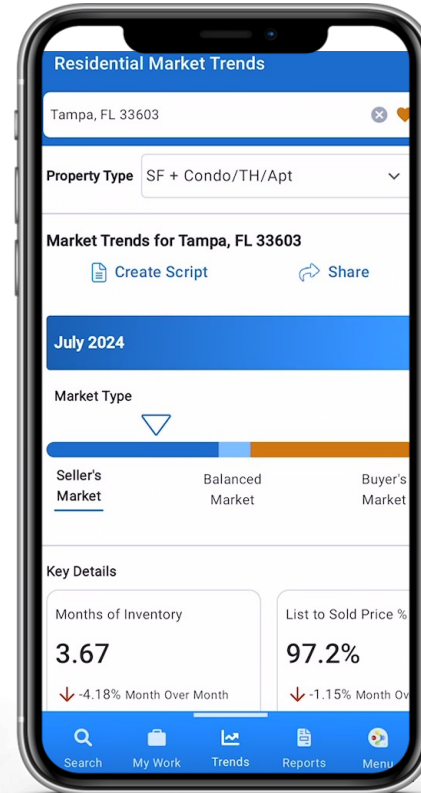 Residential Market Trends
Tampa, FL 33603
Property Type SF + Condo/TH/Apt
Market Trends for Tampa, FL 33603
Create Script Share
July 2024
Market Type
Seller's Market
Balanced Market
Buyer's Market
Key Details
Months of Inventory
3.67
-4.18% Month Over Month
List to Sold Price %
97.2%
-1.15% Month Ov
Search My Work Trends Reports Menu